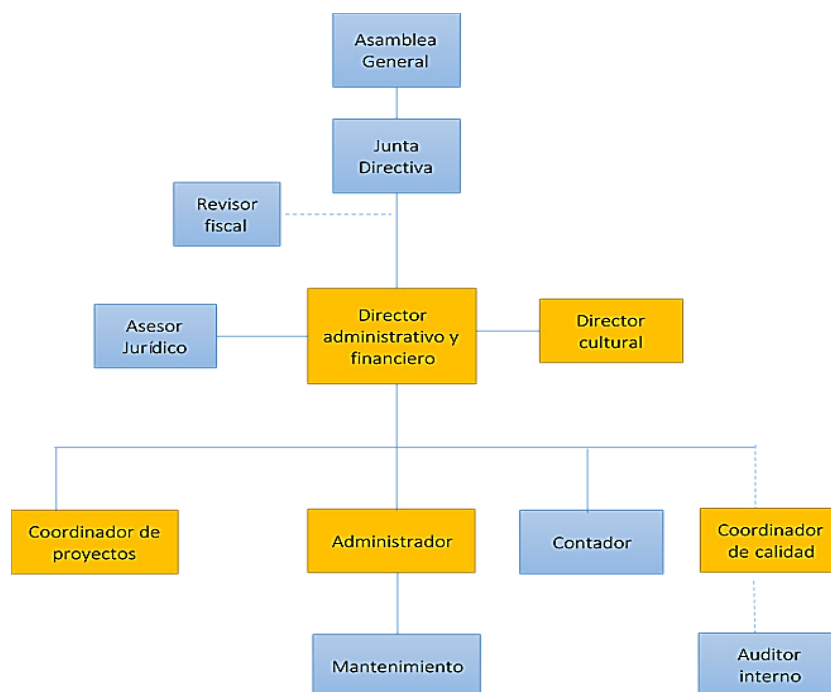 Asamblea
General
Junta
Directiva
Revisor
fiscal
Asesor
Jurídico
Director
administrativo y
financiero
Director
cultural
Coordinador de
proyectos
Administrador
Contador
Coordinador
de calidad
Mantenimiento
Auditor
interno